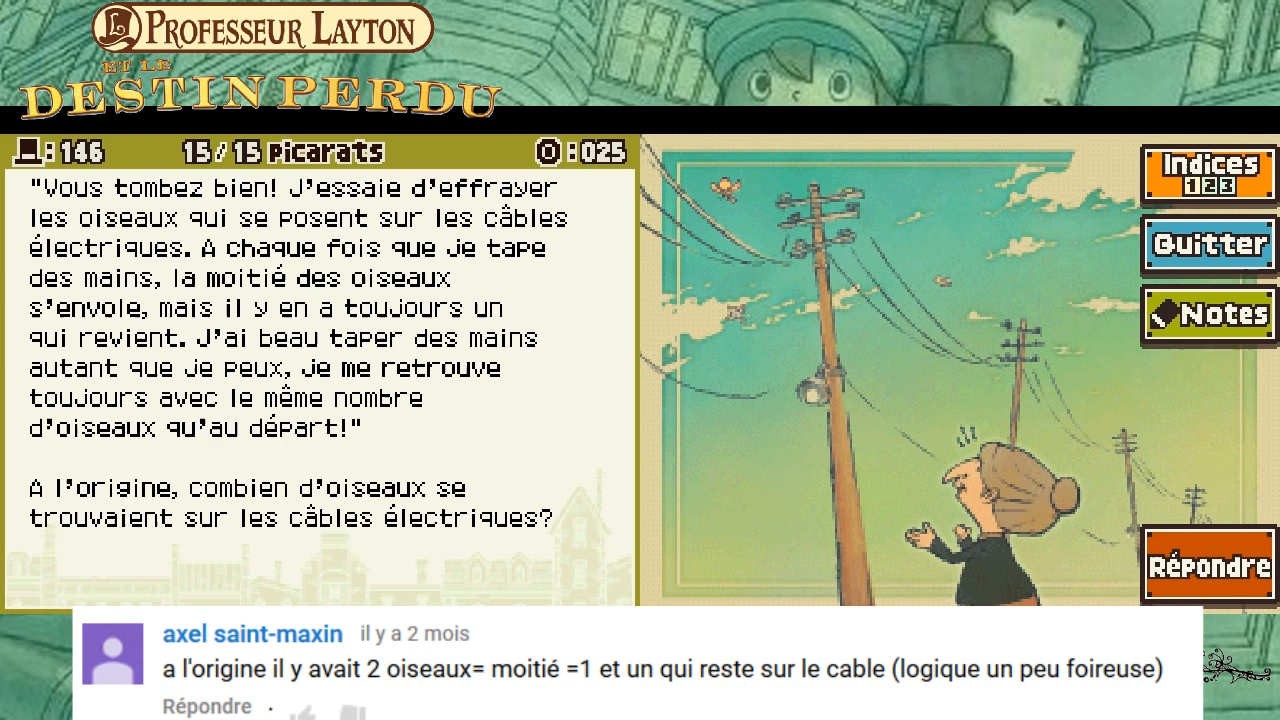 L PROFESSEUR LAYTON
ET LE
DESTIN PERDU
:146 15/15 picarats :025
"Vous tombez bien! J'essaie d'effrayer
les oiseaux qui se posent sur les câbles
électriques. A chaque fois que je tape
des mains, la moitié des oiseaux
s'envole, mais il y en a toujours un
qui revient. J'ai beau taper des mains
autant que je peux, je me retrouve
toujours avec le même nombre
d'oiseaux qu'au départ!"
A l'origine, combien d'oiseaux se
trouvaient sur les câbles électriques?
Indices
1 2 3
Quitter
Notes
Répondre
axel saint-maxin il y a 2 mois
a l'origine il y avait 2 oiseaux= moitié =1 et un qui reste sur le cable (logique un peu foireuse)
Répondre ·